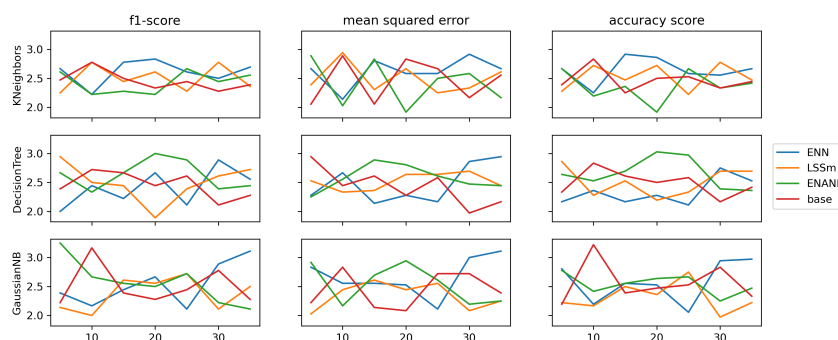 f1-score mean squared error accuracy score
KNeighbors
3.0
2.5
2.0
DecisionTree
3.0
2.5
2.0
ENN
LSSm
base
GaussianNB
3.0
2.5
2.0
10 20 30 10 20 30 10 20 30